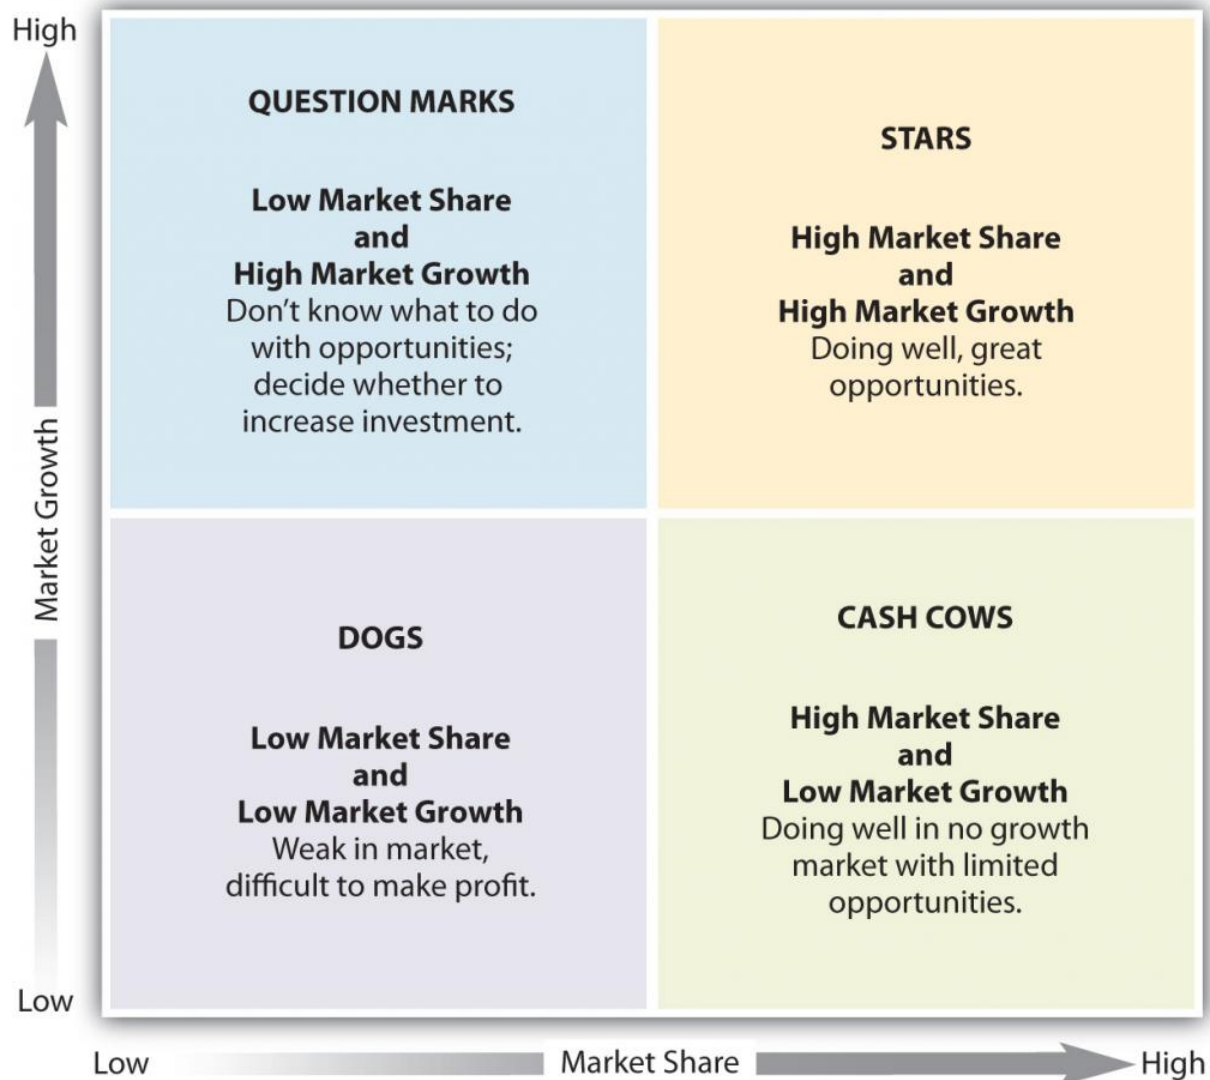 High
QUESTION MARKS
Low Market Share
and
High Market Growth
Don’t know what to do
with opportunities;
decide whether to
increase investment.
STARS
High Market Share
and
High Market Growth
Doing well, great
opportunities.
Market Growth
DOGS
Low Market Share
and
Low Market Growth
Weak in market,
difficult to make profit.
CASH COWS
High Market Share
and
Low Market Growth
Doing well in no growth
market with limited
opportunities.
Low
Low
Market Share
High